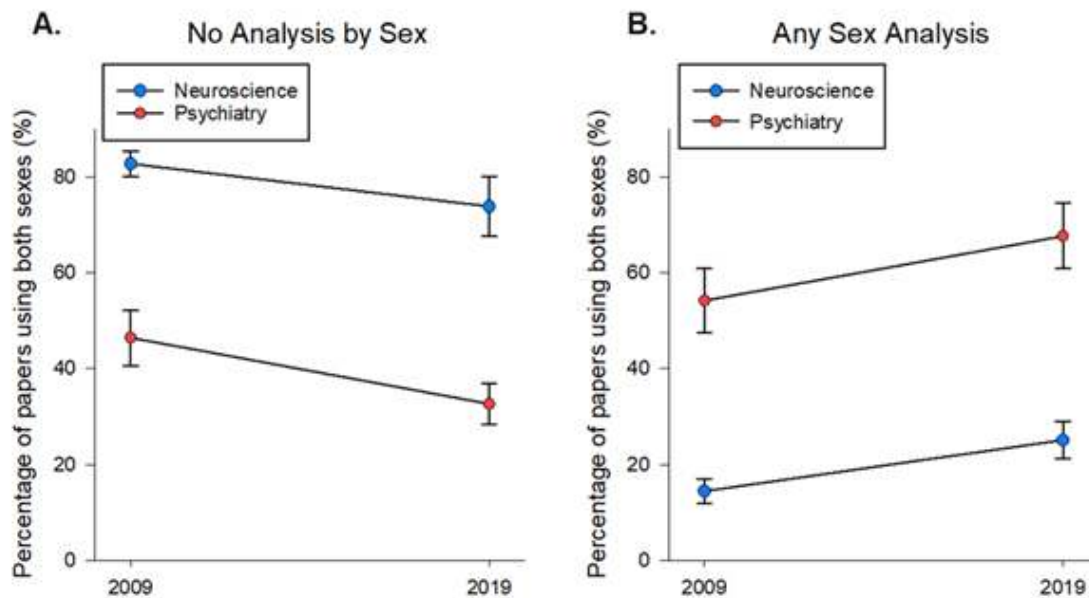 A.
No Analysis by Sex
Neuroscience
Psychiatry
Percentage of papers using both sexes (%)
80
60
40
20
0
2009
2019
B.
Any Sex Analysis
Neuroscience
Psychiatry
Percentage of papers using both sexes (%)
80
60
40
20
0
2009
2019